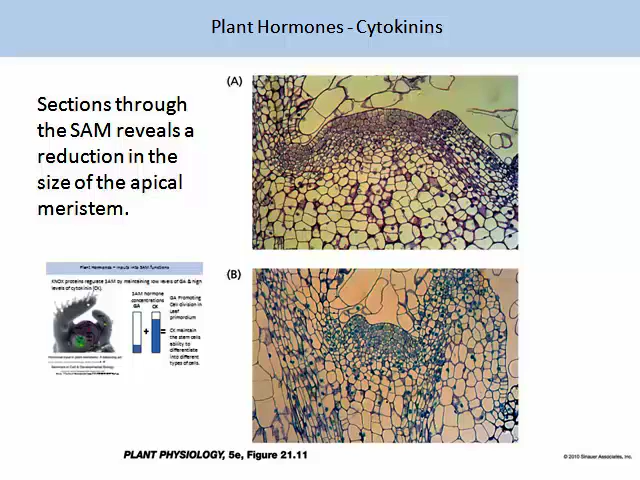 Plant Hormones - Cytokinins
(A)
Sections through
the SAM reveals a
reduction in the
size of the apical
meristem.
(B)
Plant Hormones – Inputs into SAM functions
KNOX proteins regulate SAM by maintaining low levels of GA & high
levels of cytokinin (CK).
SAM hormone
concentrations
GA CK
+ =
GA Promoting
Cell division in
leaf
primordium
CK maintain
the stem cells
ability to
differentiate
into different
types of cells.
PLANT PHYSIOLOGY, 5e, Figure 21.11
© 2010 Sinauer Associates, Inc.